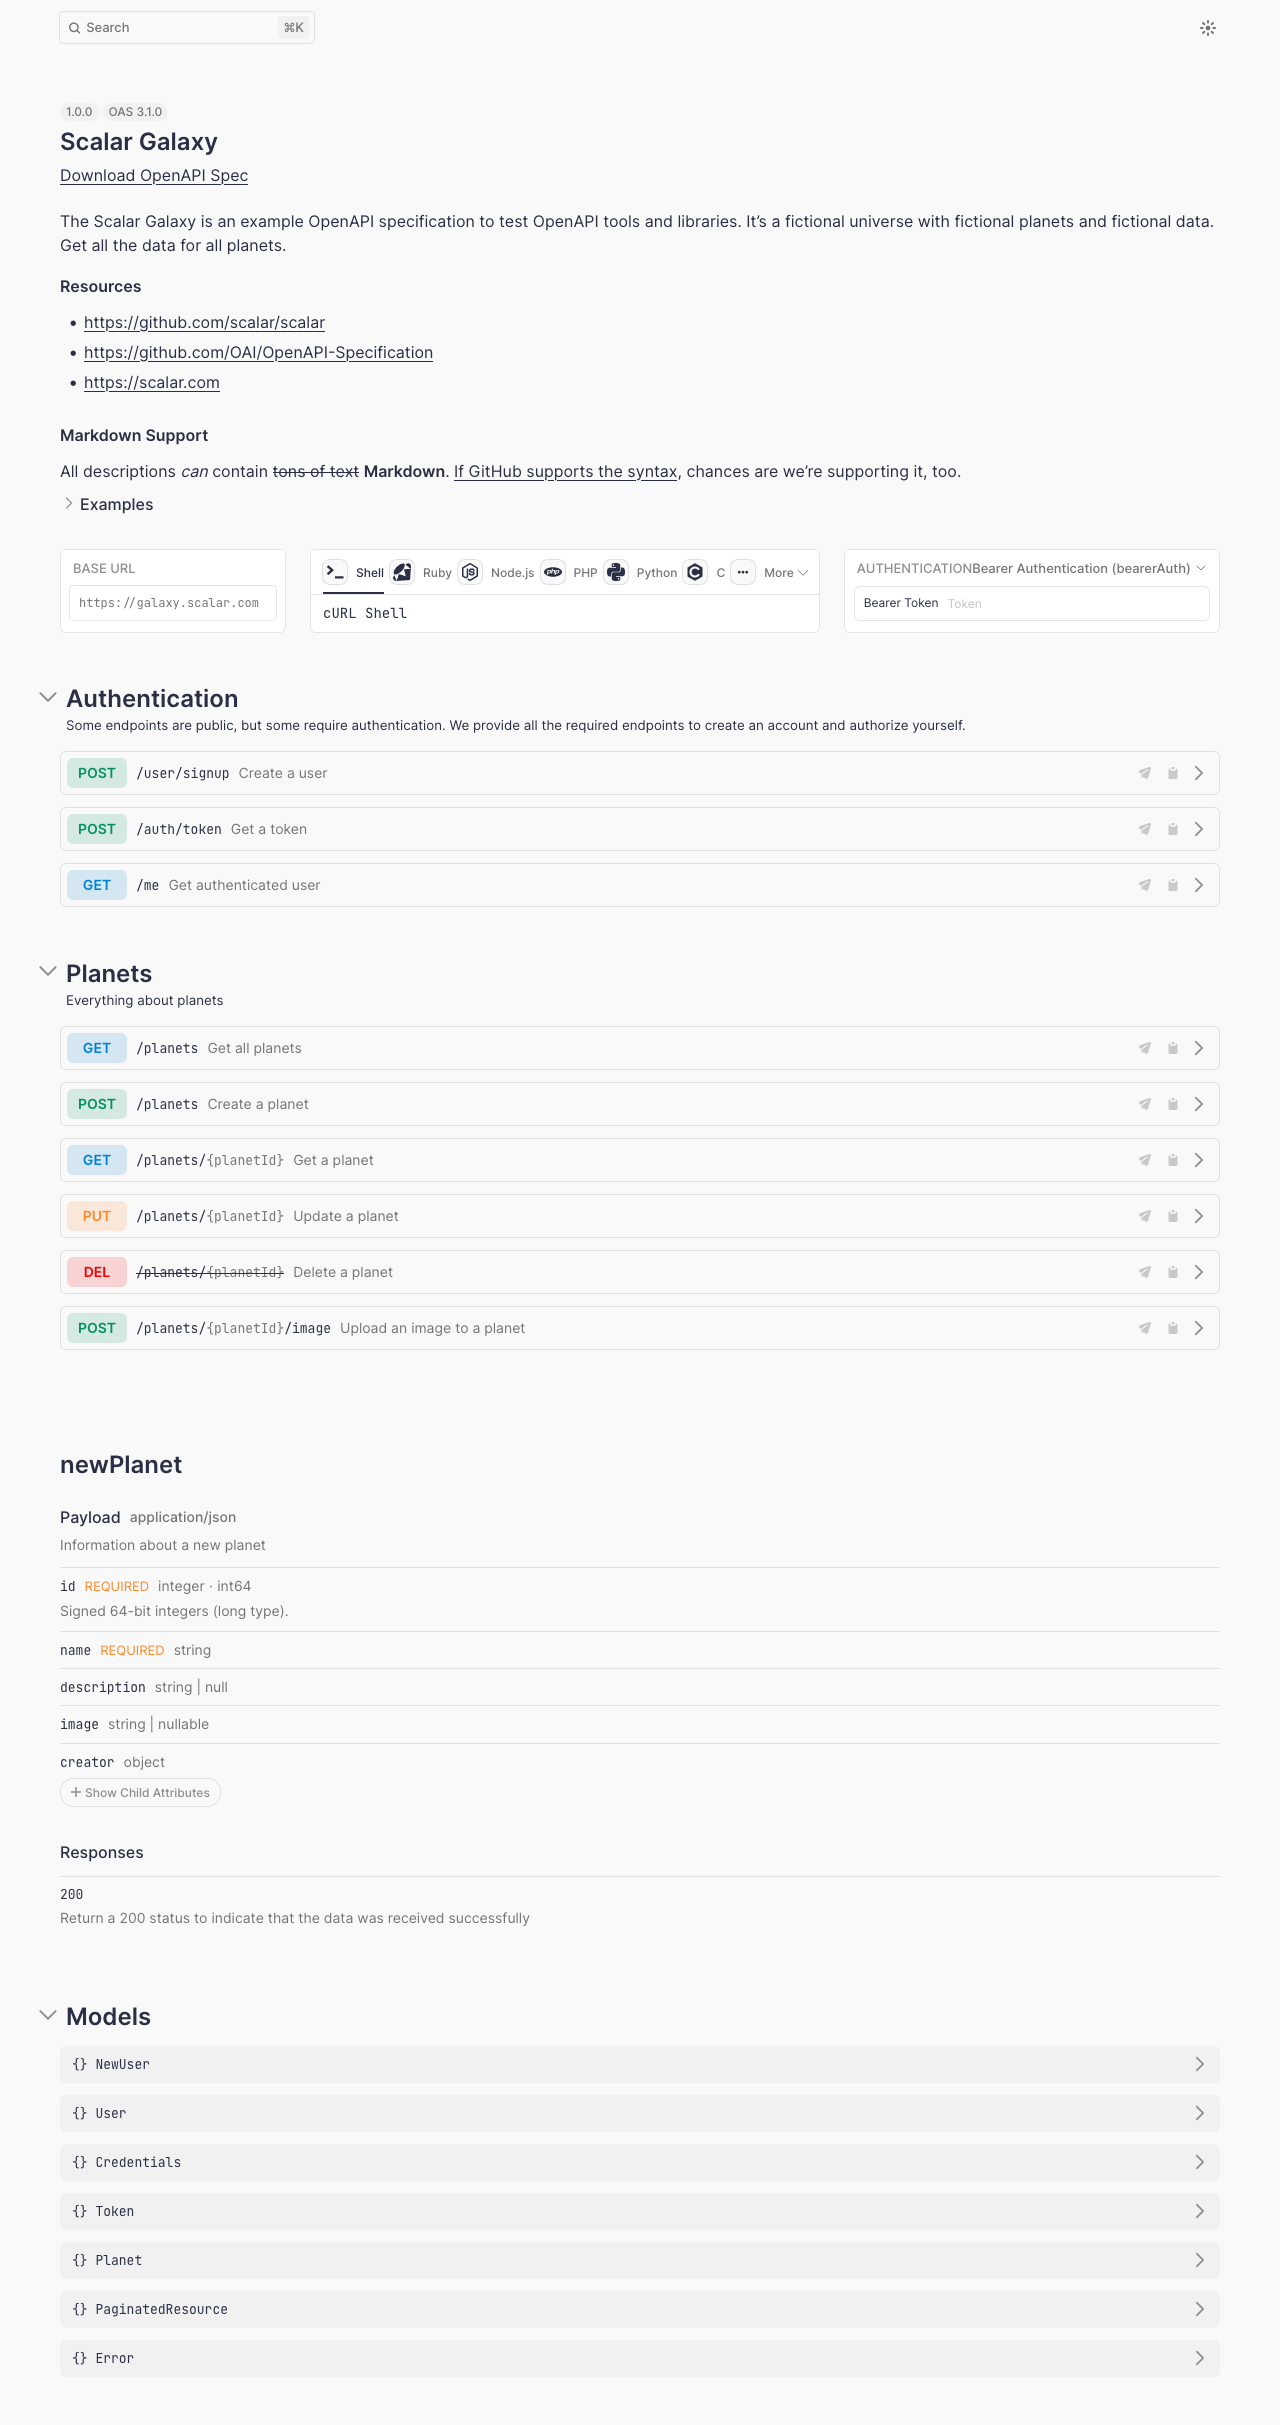 Search ⌘K
1.0.0 OAS 3.1.0
Scalar Galaxy
Download OpenAPI Spec
The Scalar Galaxy is an example OpenAPI specification to test OpenAPI tools and libraries. It’s a fictional universe with fictional planets and fictional data.
Get all the data for all planets.
Resources
• https://github.com/scalar/scalar
• https://github.com/OAI/OpenAPI-Specification
• https://scalar.com
Markdown Support
All descriptions can contain tons of text Markdown. If GitHub supports the syntax, chances are we’re supporting it, too.
Examples
BASE URL
https://galaxy.scalar.com
Shell Ruby Node.js PHP Python C More
cURL Shell
AUTHENTICATIONBearer Authentication (bearerAuth)
Bearer Token Token
Authentication
Some endpoints are public, but some require authentication. We provide all the required endpoints to create an account and authorize yourself.
POST /user/signup Create a user
POST /auth/token Get a token
GET /me Get authenticated user
Planets
Everything about planets
GET /planets Get all planets
POST /planets Create a planet
GET /planets/{planetId} Get a planet
PUT /planets/{planetId} Update a planet
DEL /planets/{planetId} Delete a planet
POST /planets/{planetId}/image Upload an image to a planet
newPlanet
Payload application/json
Information about a new planet
id REQUIRED integer · int64
Signed 64-bit integers (long type).
name REQUIRED string
description string | null
image string | nullable
creator object
+ Show Child Attributes
Responses
200
Return a 200 status to indicate that the data was received successfully
Models
{} NewUser
{} User
{} Credentials
{} Token
{} Planet
{} PaginatedResource
{} Error